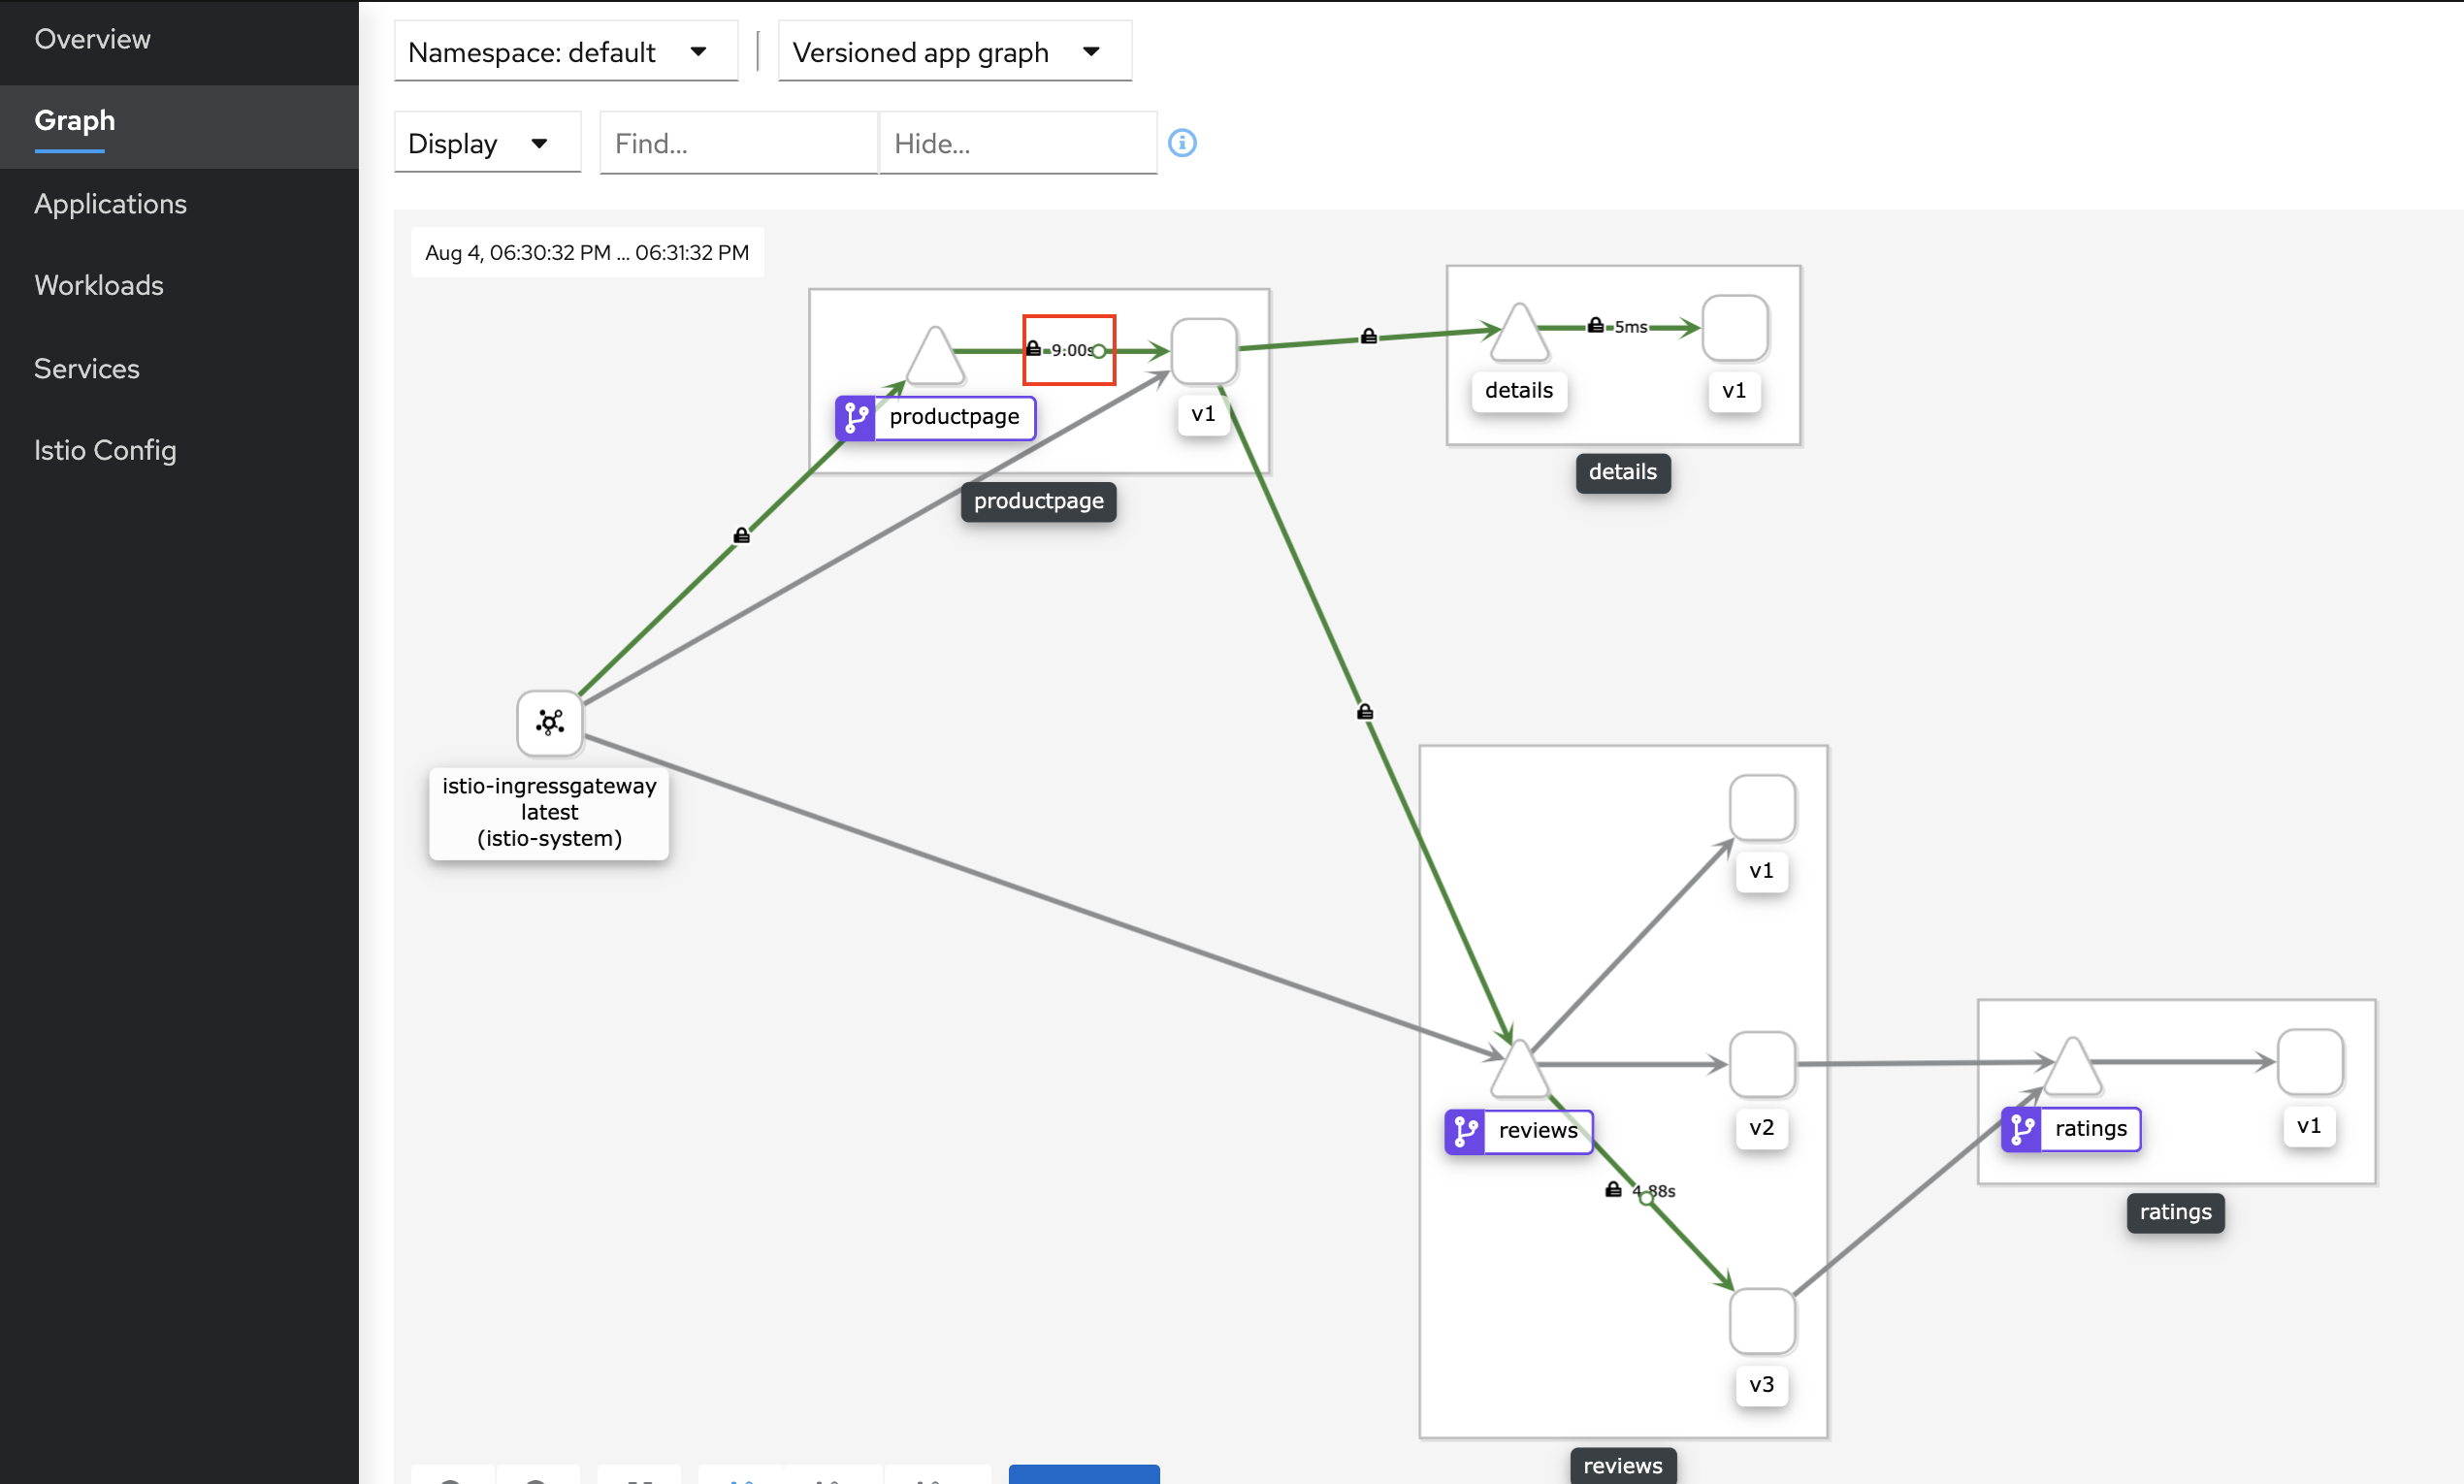 Overview
Graph
Applications
Workloads
Services
Istio Config
Namespace: default
Versioned app graph
Display
Find...
Hide...
Aug 4, 06:30:32 PM ... 06:31:32 PM
9.00s
productpage
v1
productpage
5ms
details
v1
details
istio-ingressgateway
latest
(istio-system)
v1
reviews
v2
4.88s
v3
reviews
ratings
v1
ratings